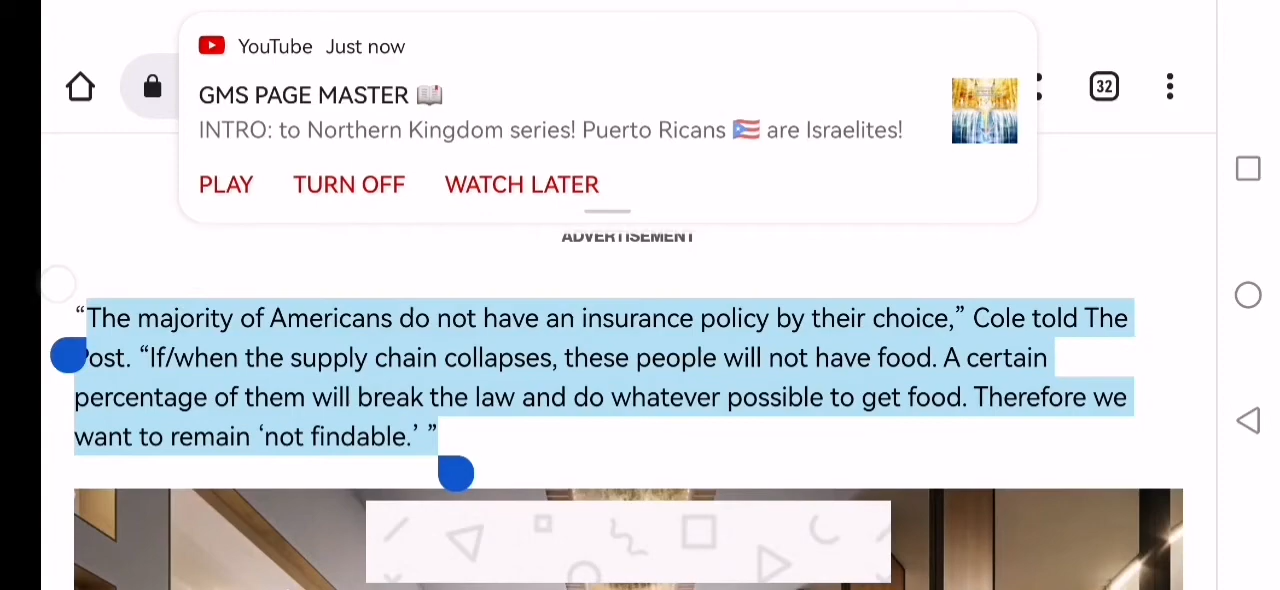 YouTube Just now
GMS PAGE MASTER 📖
INTRO: to Northern Kingdom series! Puerto Ricans 🇵🇷 are Israelites!
PLAY TURN OFF WATCH LATER
32
ADVERTISEMENT
“The majority of Americans do not have an insurance policy by their choice,” Cole told The
Post. “If/when the supply chain collapses, these people will not have food. A certain
percentage of them will break the law and do whatever possible to get food. Therefore we
want to remain ‘not findable.’ ”